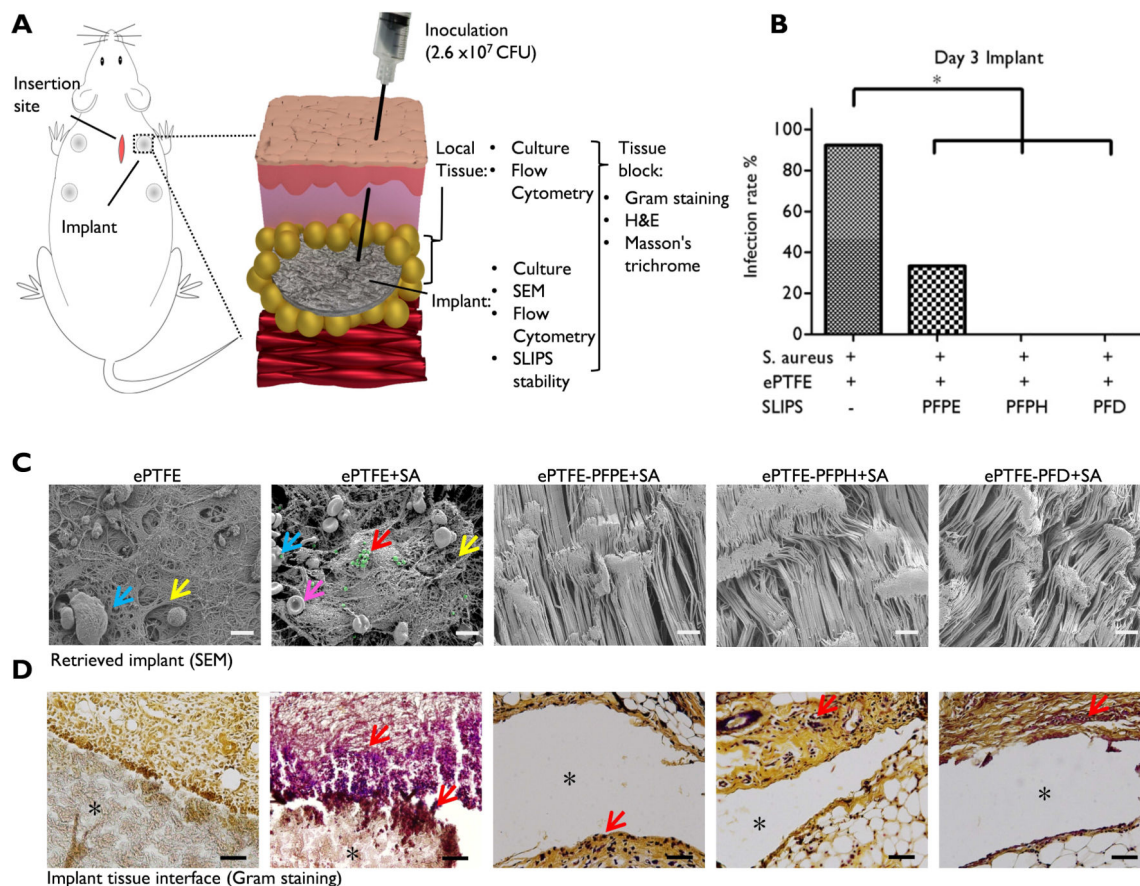 A
Inoculation
(2.6 x10⁷ CFU)
Insertion
site
Implant
Local
Tissue:
• Culture
• Flow
Cytometry
Implant:
• Culture
• SEM
• Flow
Cytometry
• SLIPS
stability
Tissue
block:
• Gram staining
• H&E
• Masson's
trichrome
B
Day 3 Implant
*
Infection rate %
100
80
60
40
20
0
S. aureus + + + +
ePTFE + + + +
SLIPS - PFPE PFPH PFD
C
ePTFE ePTFE+SA ePTFE-PFPE+SA ePTFE-PFPH+SA ePTFE-PFD+SA
Retrieved implant (SEM)
D
* * * * *
Implant tissue interface (Gram staining)